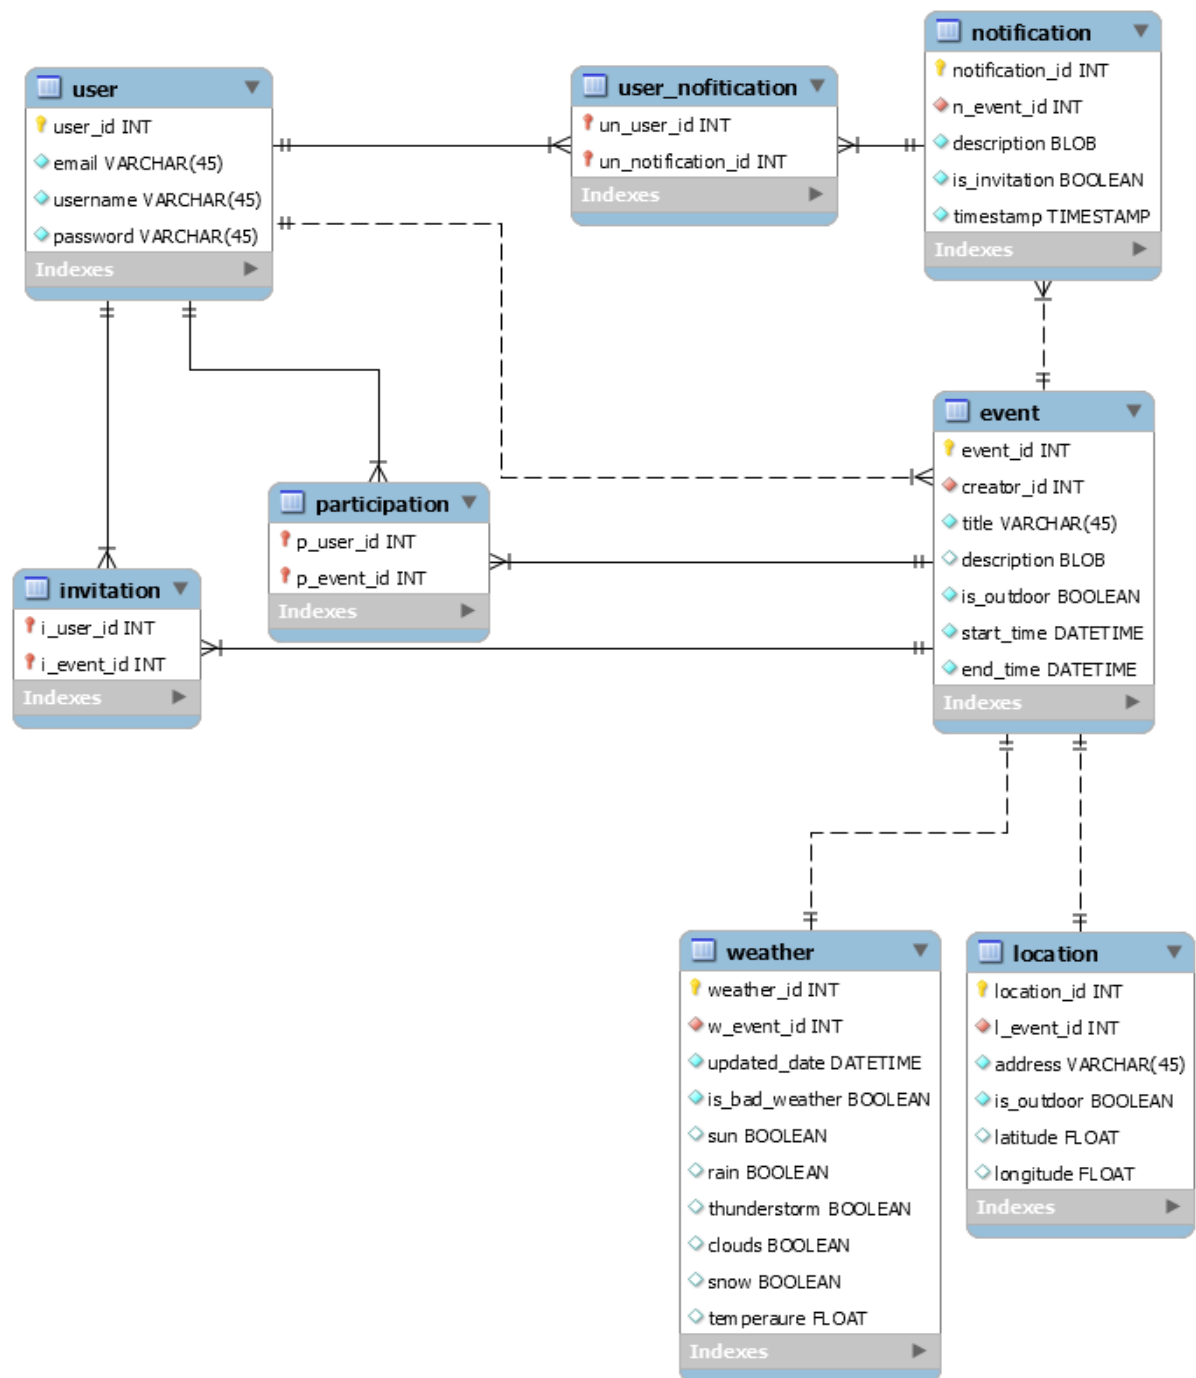 user
user_id INT
email VARCHAR(45)
username VARCHAR(45)
password VARCHAR(45)
Indexes
user_nofitication
un_user_id INT
un_notification_id INT
Indexes
notification
notification_id INT
n_event_id INT
description BLOB
is_invitation BOOLEAN
timestamp TIMESTAMP
Indexes
event
event_id INT
creator_id INT
title VARCHAR(45)
description BLOB
is_outdoor BOOLEAN
start_time DATETIME
end_time DATETIME
Indexes
participation
p_user_id INT
p_event_id INT
Indexes
invitation
i_user_id INT
i_event_id INT
Indexes
weather
weather_id INT
w_event_id INT
updated_date DATETIME
is_bad_weather BOOLEAN
sun BOOLEAN
rain BOOLEAN
thunderstorm BOOLEAN
clouds BOOLEAN
snow BOOLEAN
temperaure FLOAT
Indexes
location
location_id INT
l_event_id INT
address VARCHAR(45)
is_outdoor BOOLEAN
latitude FLOAT
longitude FLOAT
Indexes